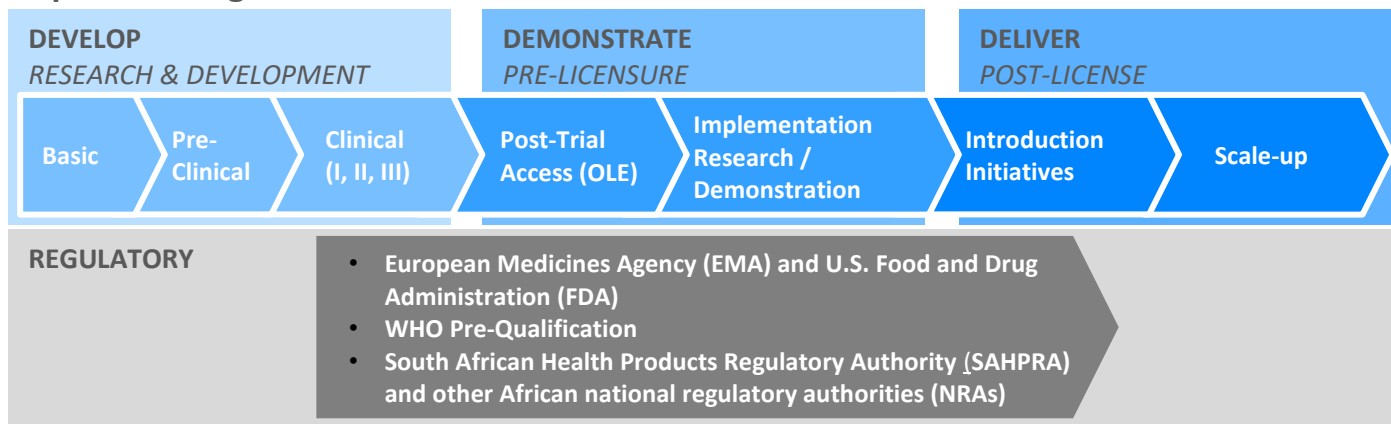 DEVELOP
RESEARCH & DEVELOPMENT
DEMONSTRATE
PRE-LICENSURE
DELIVER
POST-LICENSE
Basic
Pre-
Clinical
Clinical
(I, II, III)
Post-Trial
Access (OLE)
Implementation
Research /
Demonstration
Introduction
Initiatives
Scale-up
REGULATORY
• European Medicines Agency (EMA) and U.S. Food and Drug
Administration (FDA)
• WHO Pre-Qualification
• South African Health Products Regulatory Authority (SAHPRA)
and other African national regulatory authorities (NRAs)